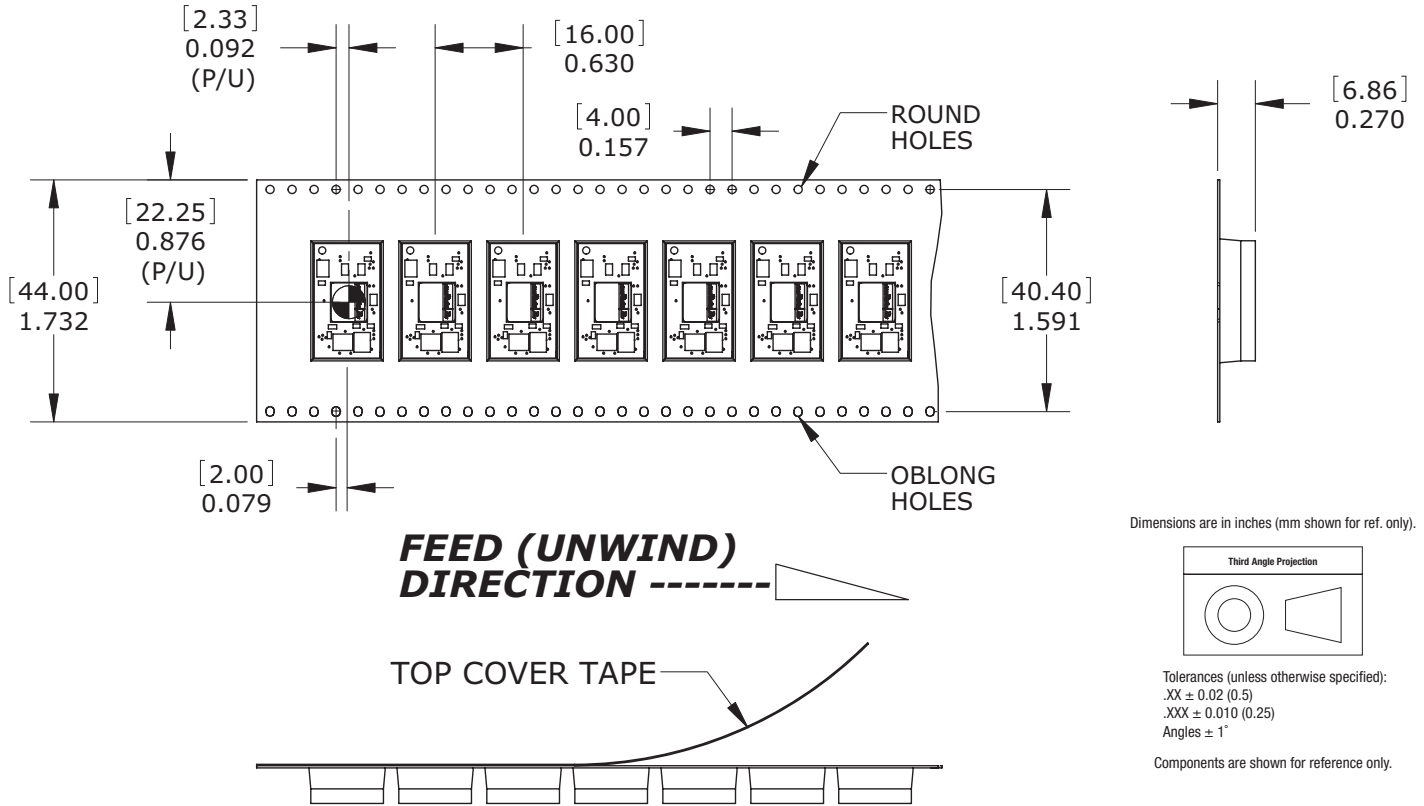 [2.33]
0.092
(P/U)
[16.00]
0.630
[4.00]
0.157
ROUND
HOLES
[6.86]
0.270
[22.25]
0.876
(P/U)
[44.00]
1.732
[40.40]
1.591
[2.00]
0.079
OBLONG
HOLES
FEED (UNWIND)
DIRECTION -------
TOP COVER TAPE
Dimensions are in inches (mm shown for ref. only).
Third Angle Projection
Tolerances (unless otherwise specified):
.XX ± 0.02 (0.5)
.XXX ± 0.010 (0.25)
Angles ± 1˚
Components are shown for reference only.